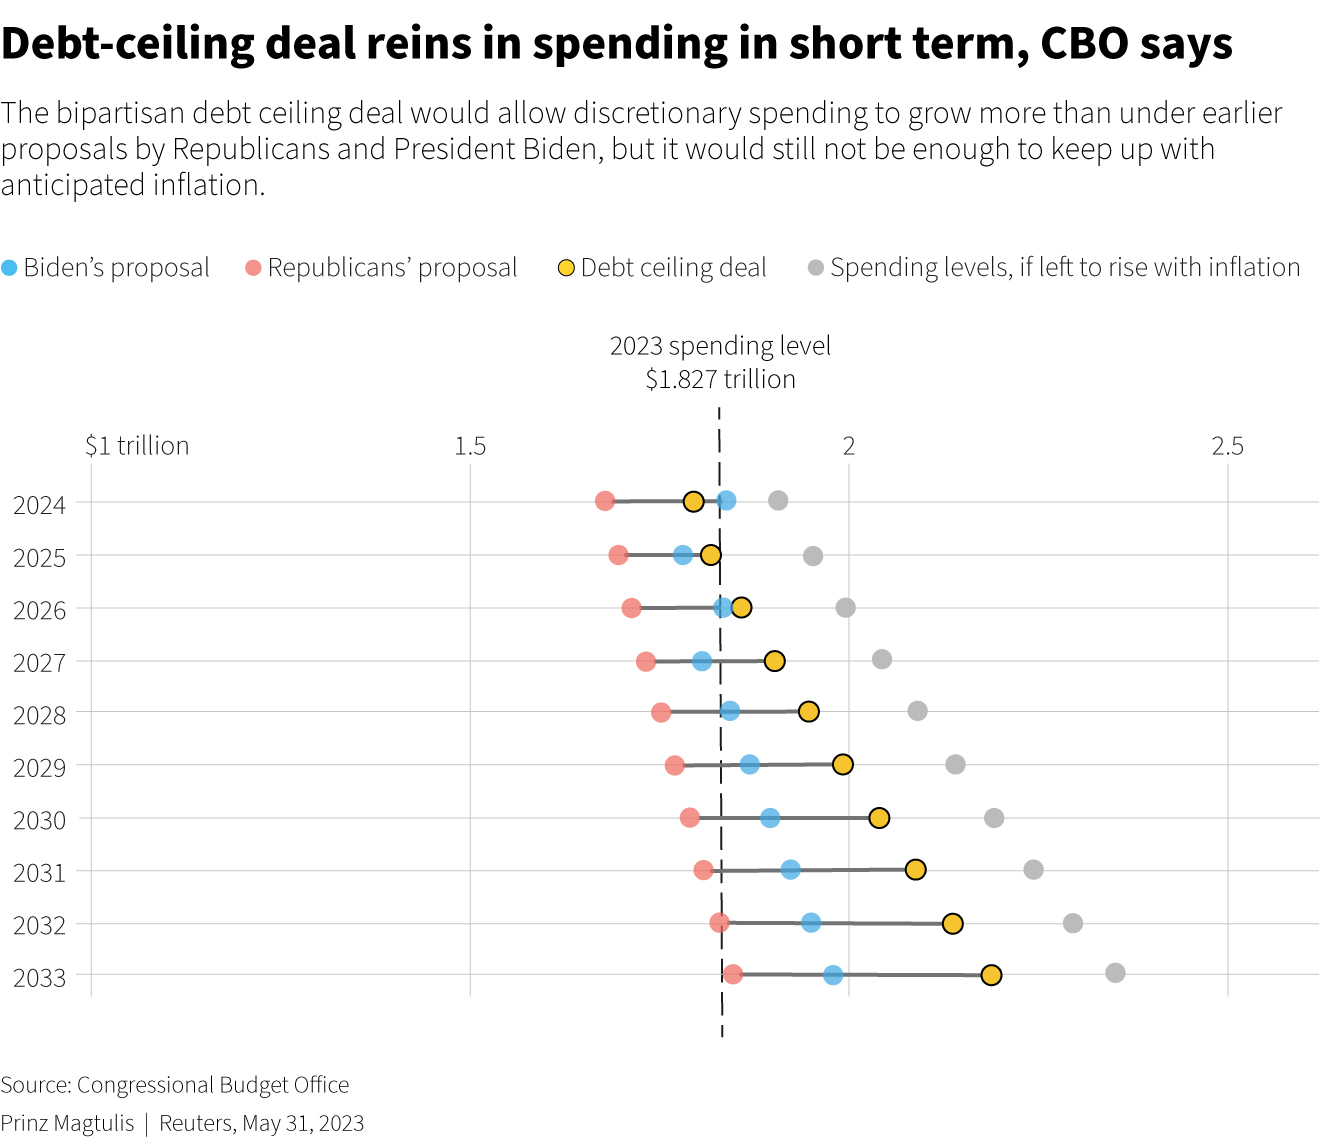 Debt-ceiling deal reins in spending in short term, CBO says
The bipartisan debt ceiling deal would allow discretionary spending to grow more than under earlier
proposals by Republicans and President Biden, but it would still not be enough to keep up with
anticipated inflation.
Biden’s proposal Republicans’ proposal Debt ceiling deal Spending levels, if left to rise with inflation
2023 spending level
$1.827 trillion
$1 trillion 1.5 2 2.5
2024
2025
2026
2027
2028
2029
2030
2031
2032
2033
Source: Congressional Budget Office
Prinz Magtulis | Reuters, May 31, 2023